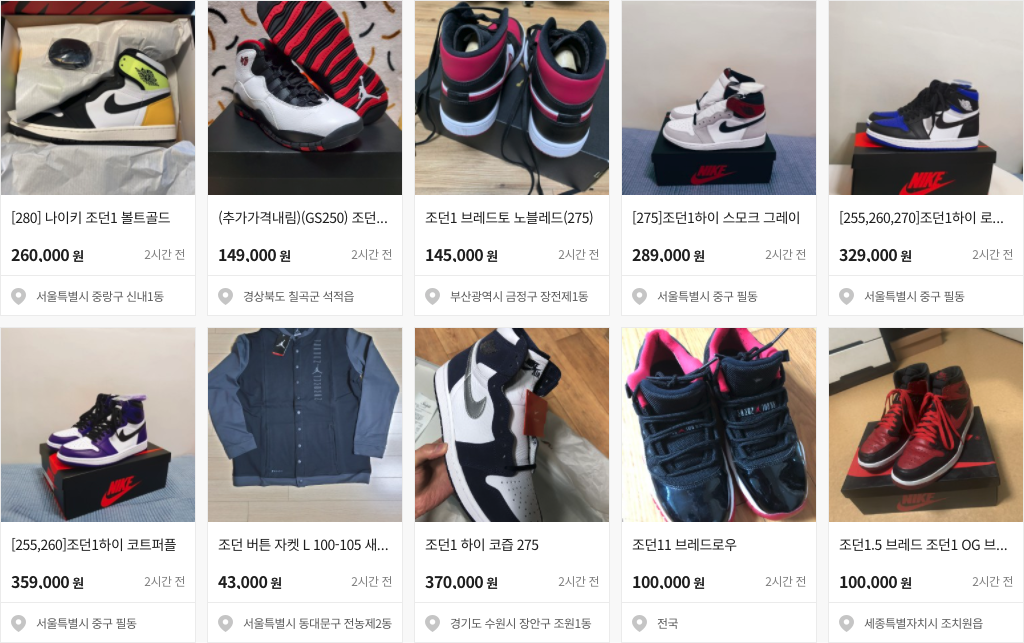 [280] 나이키 조던1 볼트골드
260,000 원
2시간 전
서울특별시 중랑구 신내1동
(추가가격내림)(GS250) 조던...
149,000 원
2시간 전
경상북도 칠곡군 석적읍
조던1 브레드토 노블레드(275)
145,000 원
2시간 전
부산광역시 금정구 장전제1동
NIKE
[275]조던1하이 스모크 그레이
289,000 원
2시간 전
서울특별시 중구 필동
NIKE
[255,260,270]조던1하이 로...
329,000 원
2시간 전
서울특별시 중구 필동
NIKE
[255,260]조던1하이 코트퍼플
359,000 원
2시간 전
서울특별시 중구 필동
조던 버튼 자켓 L 100-105 새...
43,000 원
2시간 전
서울특별시 동대문구 전농제2동
조던1 하이 코즙 275
370,000 원
2시간 전
경기도 수원시 장안구 조원1동
조던11 브레드로우
100,000 원
2시간 전
전국
NIKE
조던1.5 브레드 조던1 OG 브...
100,000 원
2시간 전
세종특별자치시 조치원읍